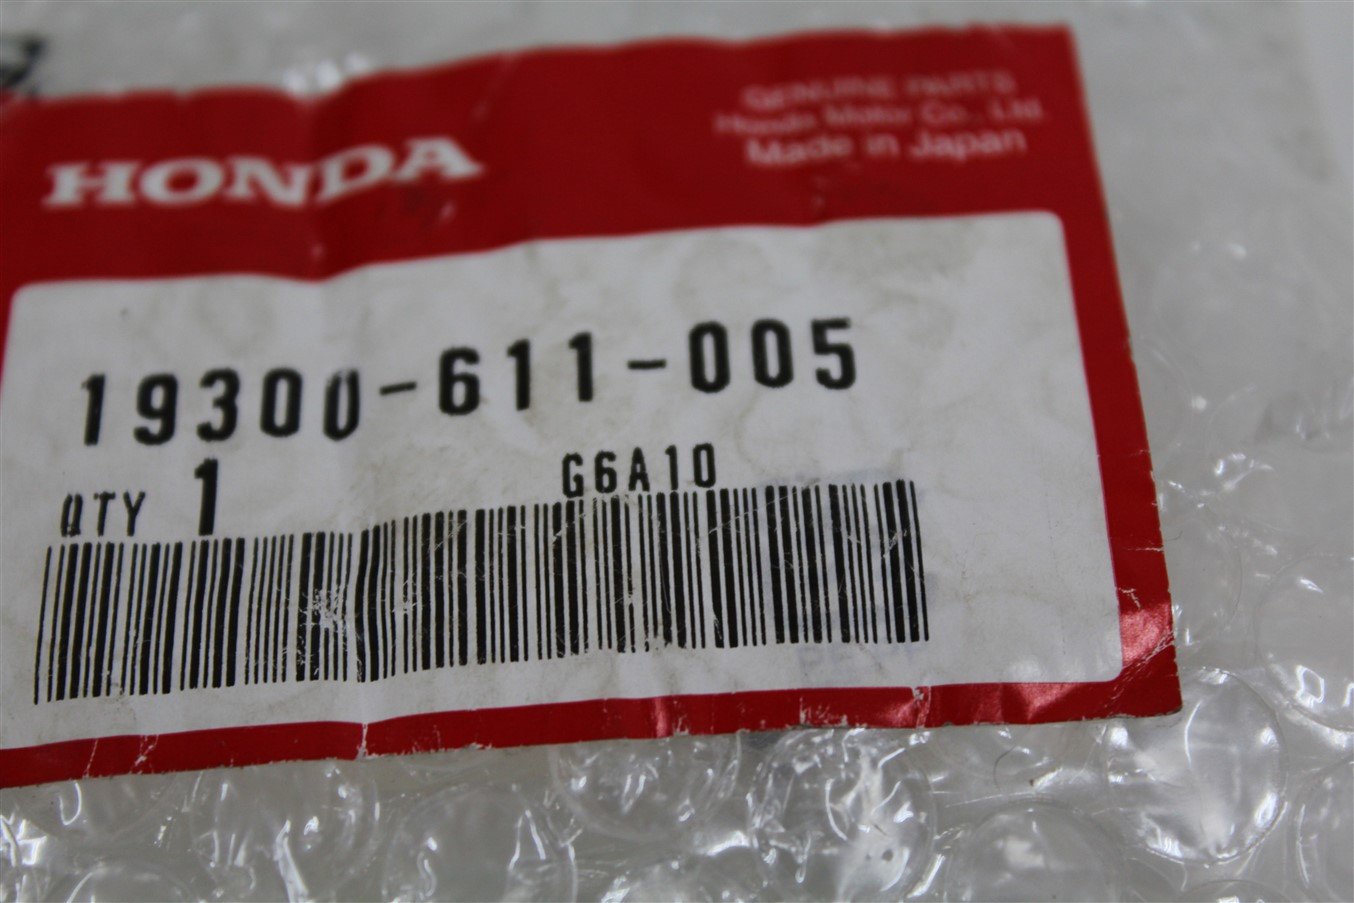 HONDA
GENUINE PARTS
Honda Motor Co., Ltd.
Made in Japan
19300-611-005
QTY 1
G6A10